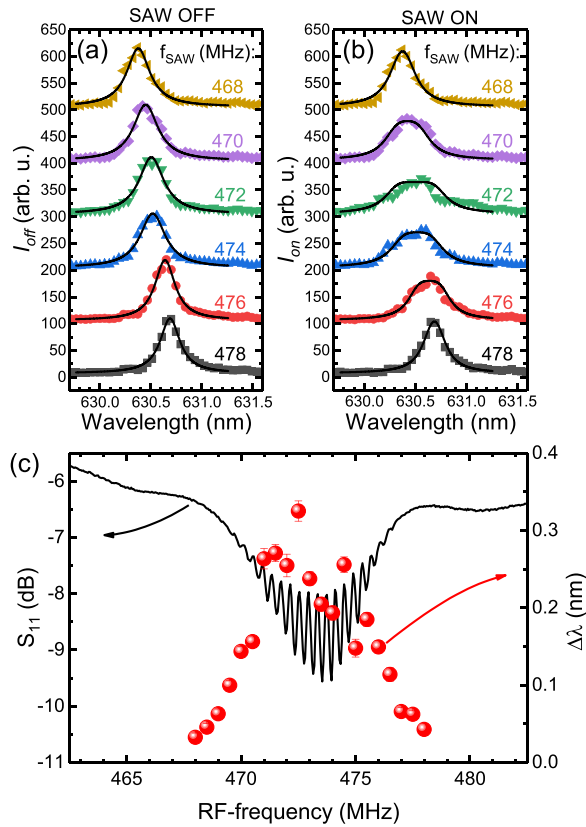 SAW OFF
SAW ON
(a)
f_SAW (MHz):
468
470
472
474
476
478
650
600
550
500
450
400
350
300
250
200
150
100
50
0
I_off (arb. u.)
630.0 630.5 631.0 631.5
Wavelength (nm)
(b)
f_SAW (MHz):
468
470
472
474
476
478
I_on (arb. u.)
630.0 630.5 631.0 631.5
Wavelength (nm)
(c)
-6
-7
-8
-9
-10
-11
S_11 (dB)
0.4
0.3
0.2
0.1
0.0
Δλ (nm)
465 470 475 480
RF-frequency (MHz)